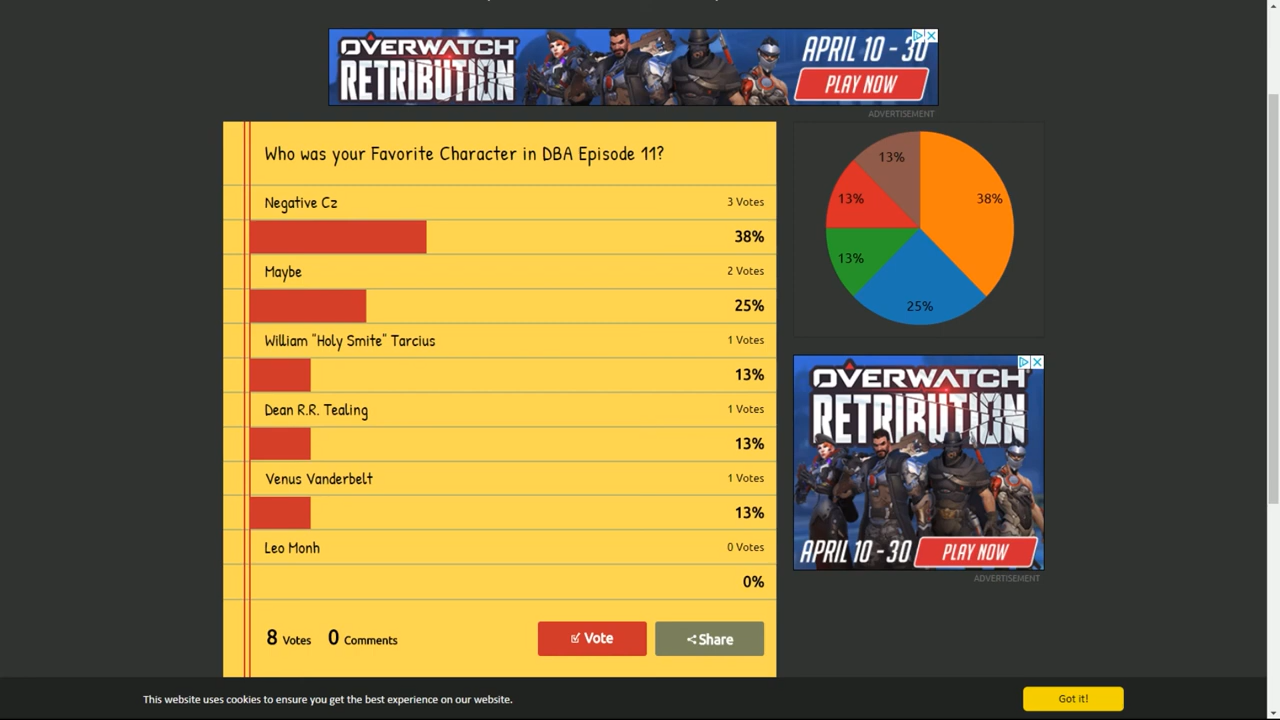 OVERWATCH
RETRIBUTION
APRIL 10 - 30
PLAY NOW
ADVERTISEMENT
Who was your Favorite Character in DBA Episode 11?
Negative Cz
3 Votes
38%
Maybe
2 Votes
25%
William "Holy Smite" Tarcius
1 Votes
13%
Dean R.R. Tealing
1 Votes
13%
Venus Vanderbelt
1 Votes
13%
Leo Monh
0 Votes
0%
8 Votes 0 Comments
Vote
Share
13%
38%
13%
13%
25%
OVERWATCH
RETRIBUTION
APRIL 10 - 30 PLAY NOW
ADVERTISEMENT
This website uses cookies to ensure you get the best experience on our website.
Got it!